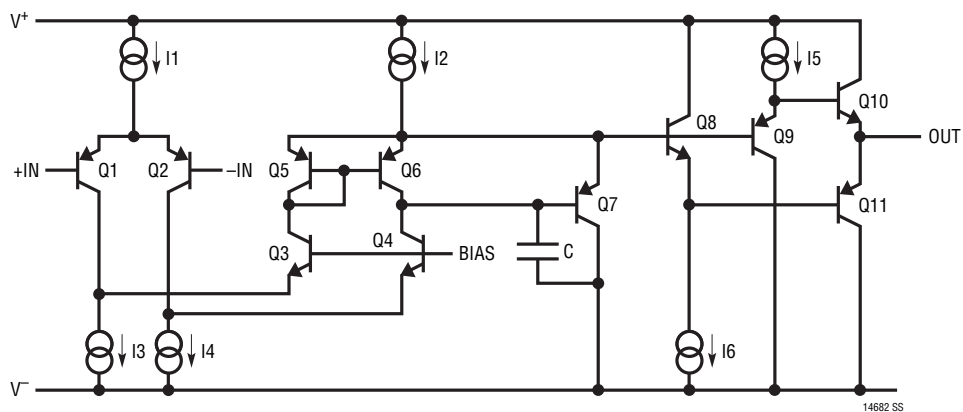 V+
I1
I2
I5
Q10
Q8
Q9
OUT
+IN
Q1
Q2
–IN
Q5
Q6
Q7
Q11
Q3
Q4
BIAS
C
I3
I4
I6
V–
14682 SS